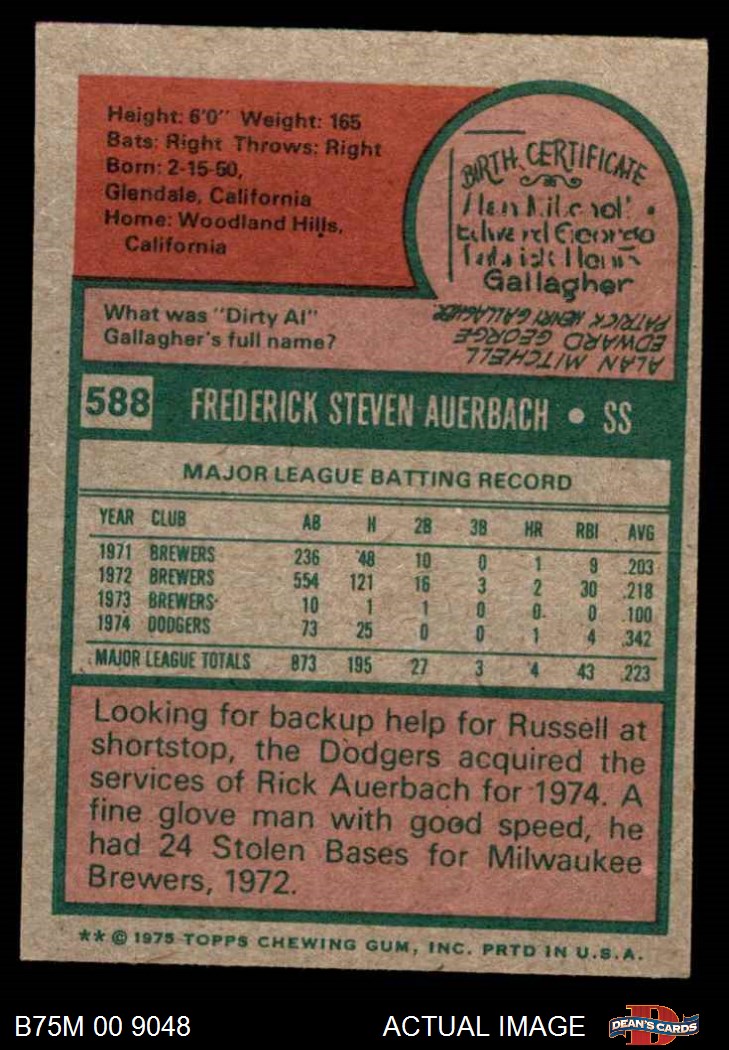 Height: 6'0" Weight: 165
Bats: Right Throws: Right
Born: 2-15-50,
Glendale, California
Home: Woodland Hills,
California
BIRTH CERTIFICATE
Gallagher
What was "Dirty Al"
Gallagher's full name?
ALAN MITCHELL
EDWARD GEORGE
PATRICK HENRY GALLAGHER.
588 FREDERICK STEVEN AUERBACH • SS
MAJOR LEAGUE BATTING RECORD
YEAR CLUB AB H 2B 3B HR RBI AVG
1971 BREWERS 236 48 10 0 1 9 .203
1972 BREWERS 554 121 16 3 2 30 .218
1973 BREWERS 10 1 1 0 0 0 .100
1974 DODGERS 73 25 0 0 1 4 .342
MAJOR LEAGUE TOTALS 873 195 27 3 4 43 .223
Looking for backup help for Russell at
shortstop, the Dodgers acquired the
services of Rick Auerbach for 1974. A
fine glove man with good speed, he
had 24 Stolen Bases for Milwaukee
Brewers, 1972.
** © 1975 TOPPS CHEWING GUM, INC. PRTD IN U.S.A.
B75M 00 9048 ACTUAL IMAGE DEAN'S CARDS